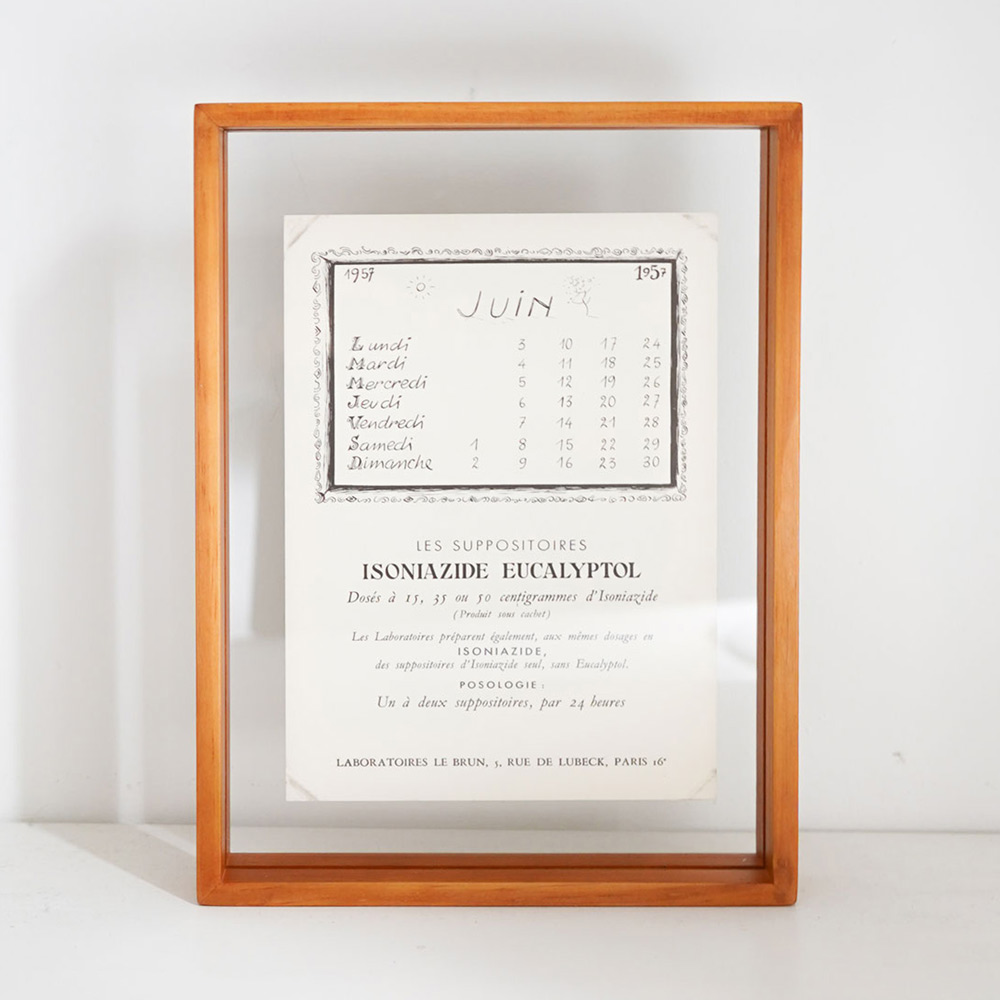 1957 1957
JUIN
Lundi 3 10 17 24
Mardi 4 11 18 25
Mercredi 5 12 19 26
Jeudi 6 13 20 27
Vendredi 7 14 21 28
Samedi 1 8 15 22 29
Dimanche 2 9 16 23 30
LES SUPPOSITOIRES
ISONIAZIDE EUCALYPTOL
Dosés à 15, 35 ou 50 centigrammes d'Isoniazide
(Produit sous cachet)
Les Laboratoires préparent également, aux mêmes dosages en
ISONIAZIDE,
des suppositoires d'Isoniazide seul, sans Eucalyptol.
POSOLOGIE :
Un à deux suppositoires, par 24 heures
LABORATOIRES LE BRUN, 5, RUE DE LUBECK, PARIS 16e